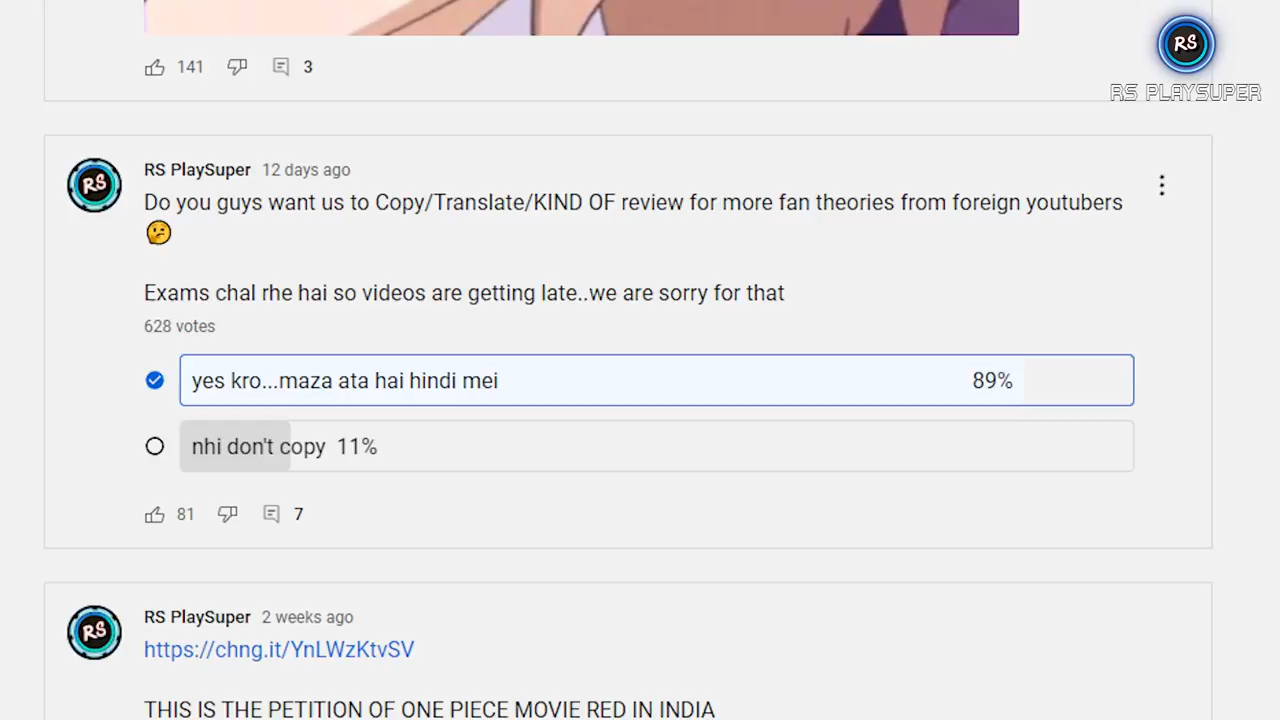 RS
RS PLAYSUPER
141
3
RS PlaySuper 12 days ago
Do you guys want us to Copy/Translate/KIND OF review for more fan theories from foreign youtubers
🤔
Exams chal rhe hai so videos are getting late..we are sorry for that
628 votes
yes kro...maza ata hai hindi mei 89%
nhi don't copy 11%
81
7
RS
RS PlaySuper 2 weeks ago
https://chng.it/YnLWzKtvSV
RS
THIS IS THE PETITION OF ONE PIECE MOVIE RED IN INDIA